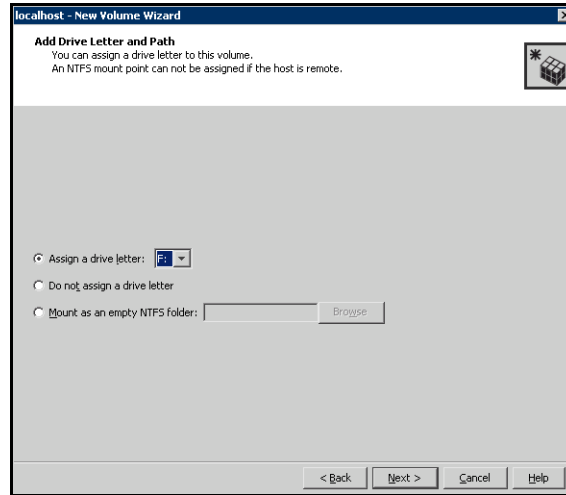 localhost - New Volume Wizard
Add Drive Letter and Path
You can assign a drive letter to this volume.
An NTFS mount point can not be assigned if the host is remote.
Assign a drive letter: F:
Do not assign a drive letter
Mount as an empty NTFS folder: Browse
< Back Next > Cancel Help